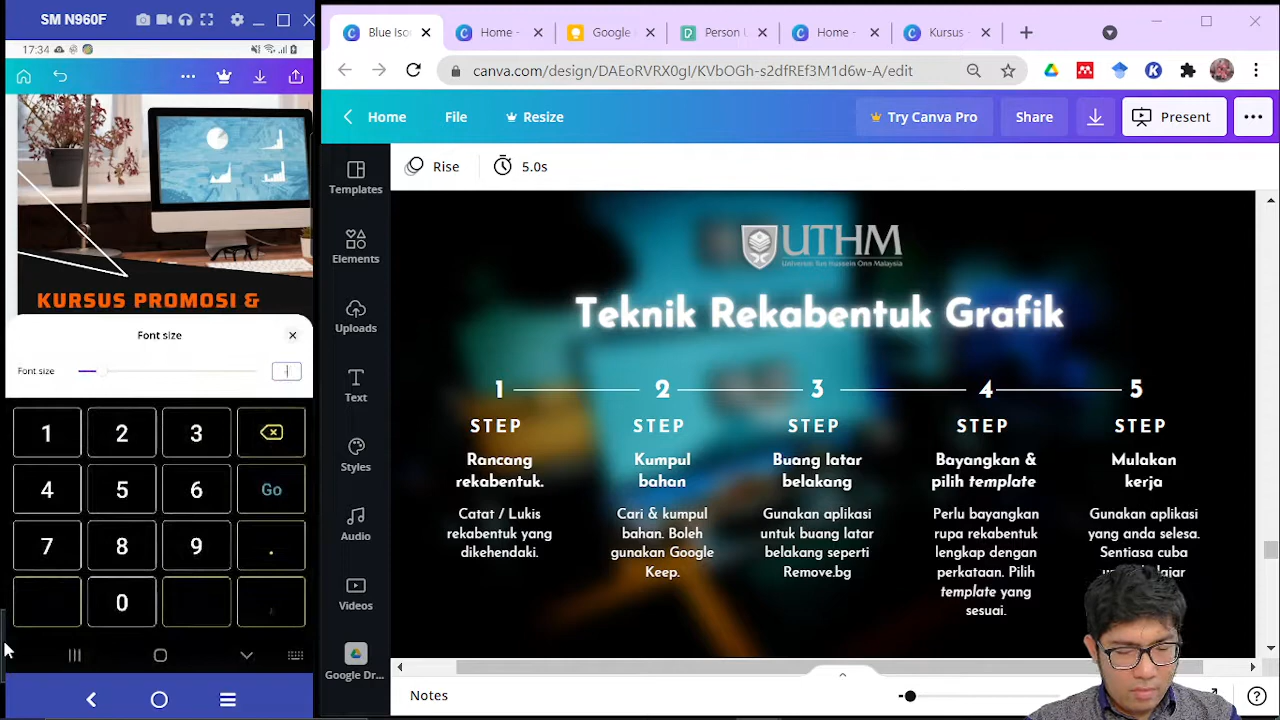 SM N960F
17:34
KURSUS PROMOSI &
Font size
Font size
1
2
3
4
5
6
Go
7
8
9
.
0
Blue Iso
Home -
Google
Person U
Home -
Kursus -
canva.com/design/DAEoRVRX0gI/KVbQGh-s2dfREf3M1d6w-A/edit
Home
File
Resize
Try Canva Pro
Share
Present
Rise
5.0s
Templates
Elements
Uploads
Text
Styles
Audio
Videos
Google Dr...
UTHM
Universiti Tun Hussein Onn Malaysia
Teknik Rekabentuk Grafik
1 2 3 4 5
STEP STEP STEP STEP STEP
Rancang
rekabentuk.
Catat / Lukis
rekabentuk yang
dikehendaki.
Kumpul
bahan
Cari & kumpul
bahan. Boleh
gunakan Google
Keep.
Buang latar
belakang
Gunakan aplikasi
untuk buang latar
belakang seperti
Remove.bg
Bayangkan &
pilih template
Perlu bayangkan
rupa rekabentuk
lengkap dengan
perkataan. Pilih
template yang
sesuai.
Mulakan
kerja
Gunakan aplikasi
yang anda selesa.
Sentiasa cuba
Notes